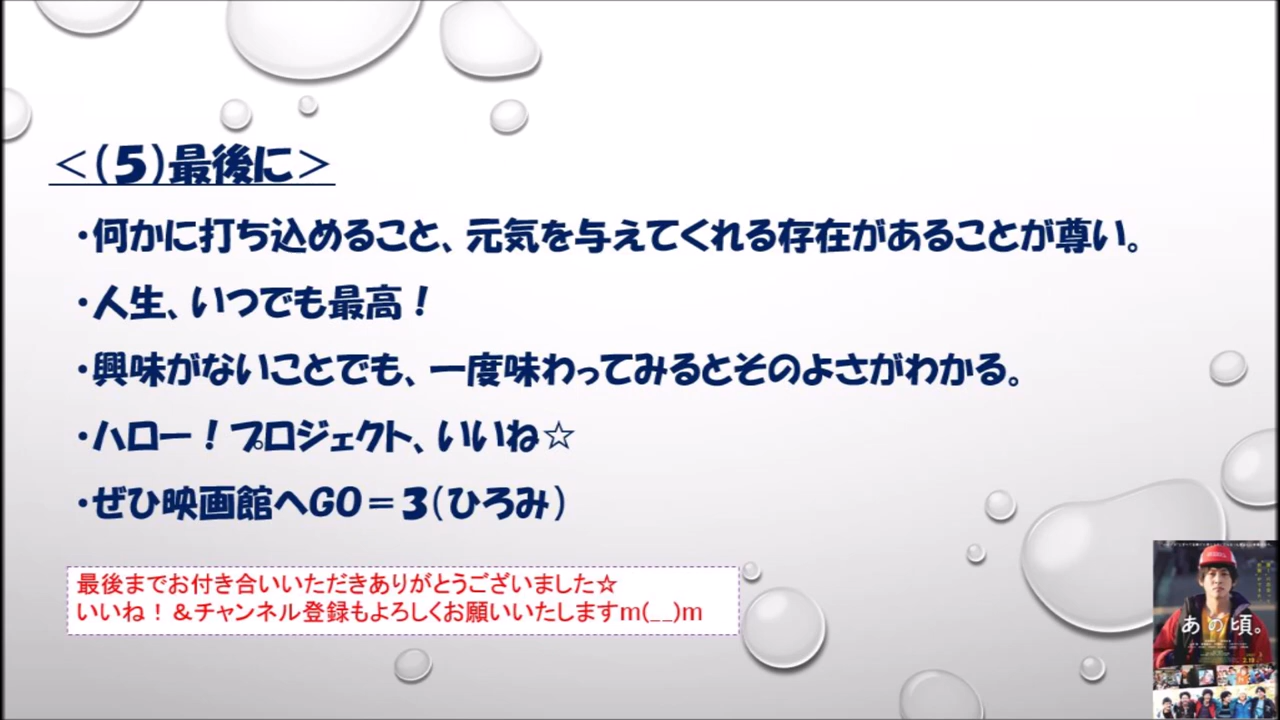 ＜（５）最後に＞
・何かに打ち込めること、元気を与えてくれる存在があることが尊い。
・人生、いつでも最高！
・興味がないことでも、一度味わってみるとそのよさがわかる。
・ハロー！プロジェクト、いいね☆
・ぜひ映画館へGO＝３（ひろみ）
最後までお付き合いいただきありがとうございました☆
いいね！＆チャンネル登録もよろしくお願いいたしますm(__)m
あの頃。
2.19